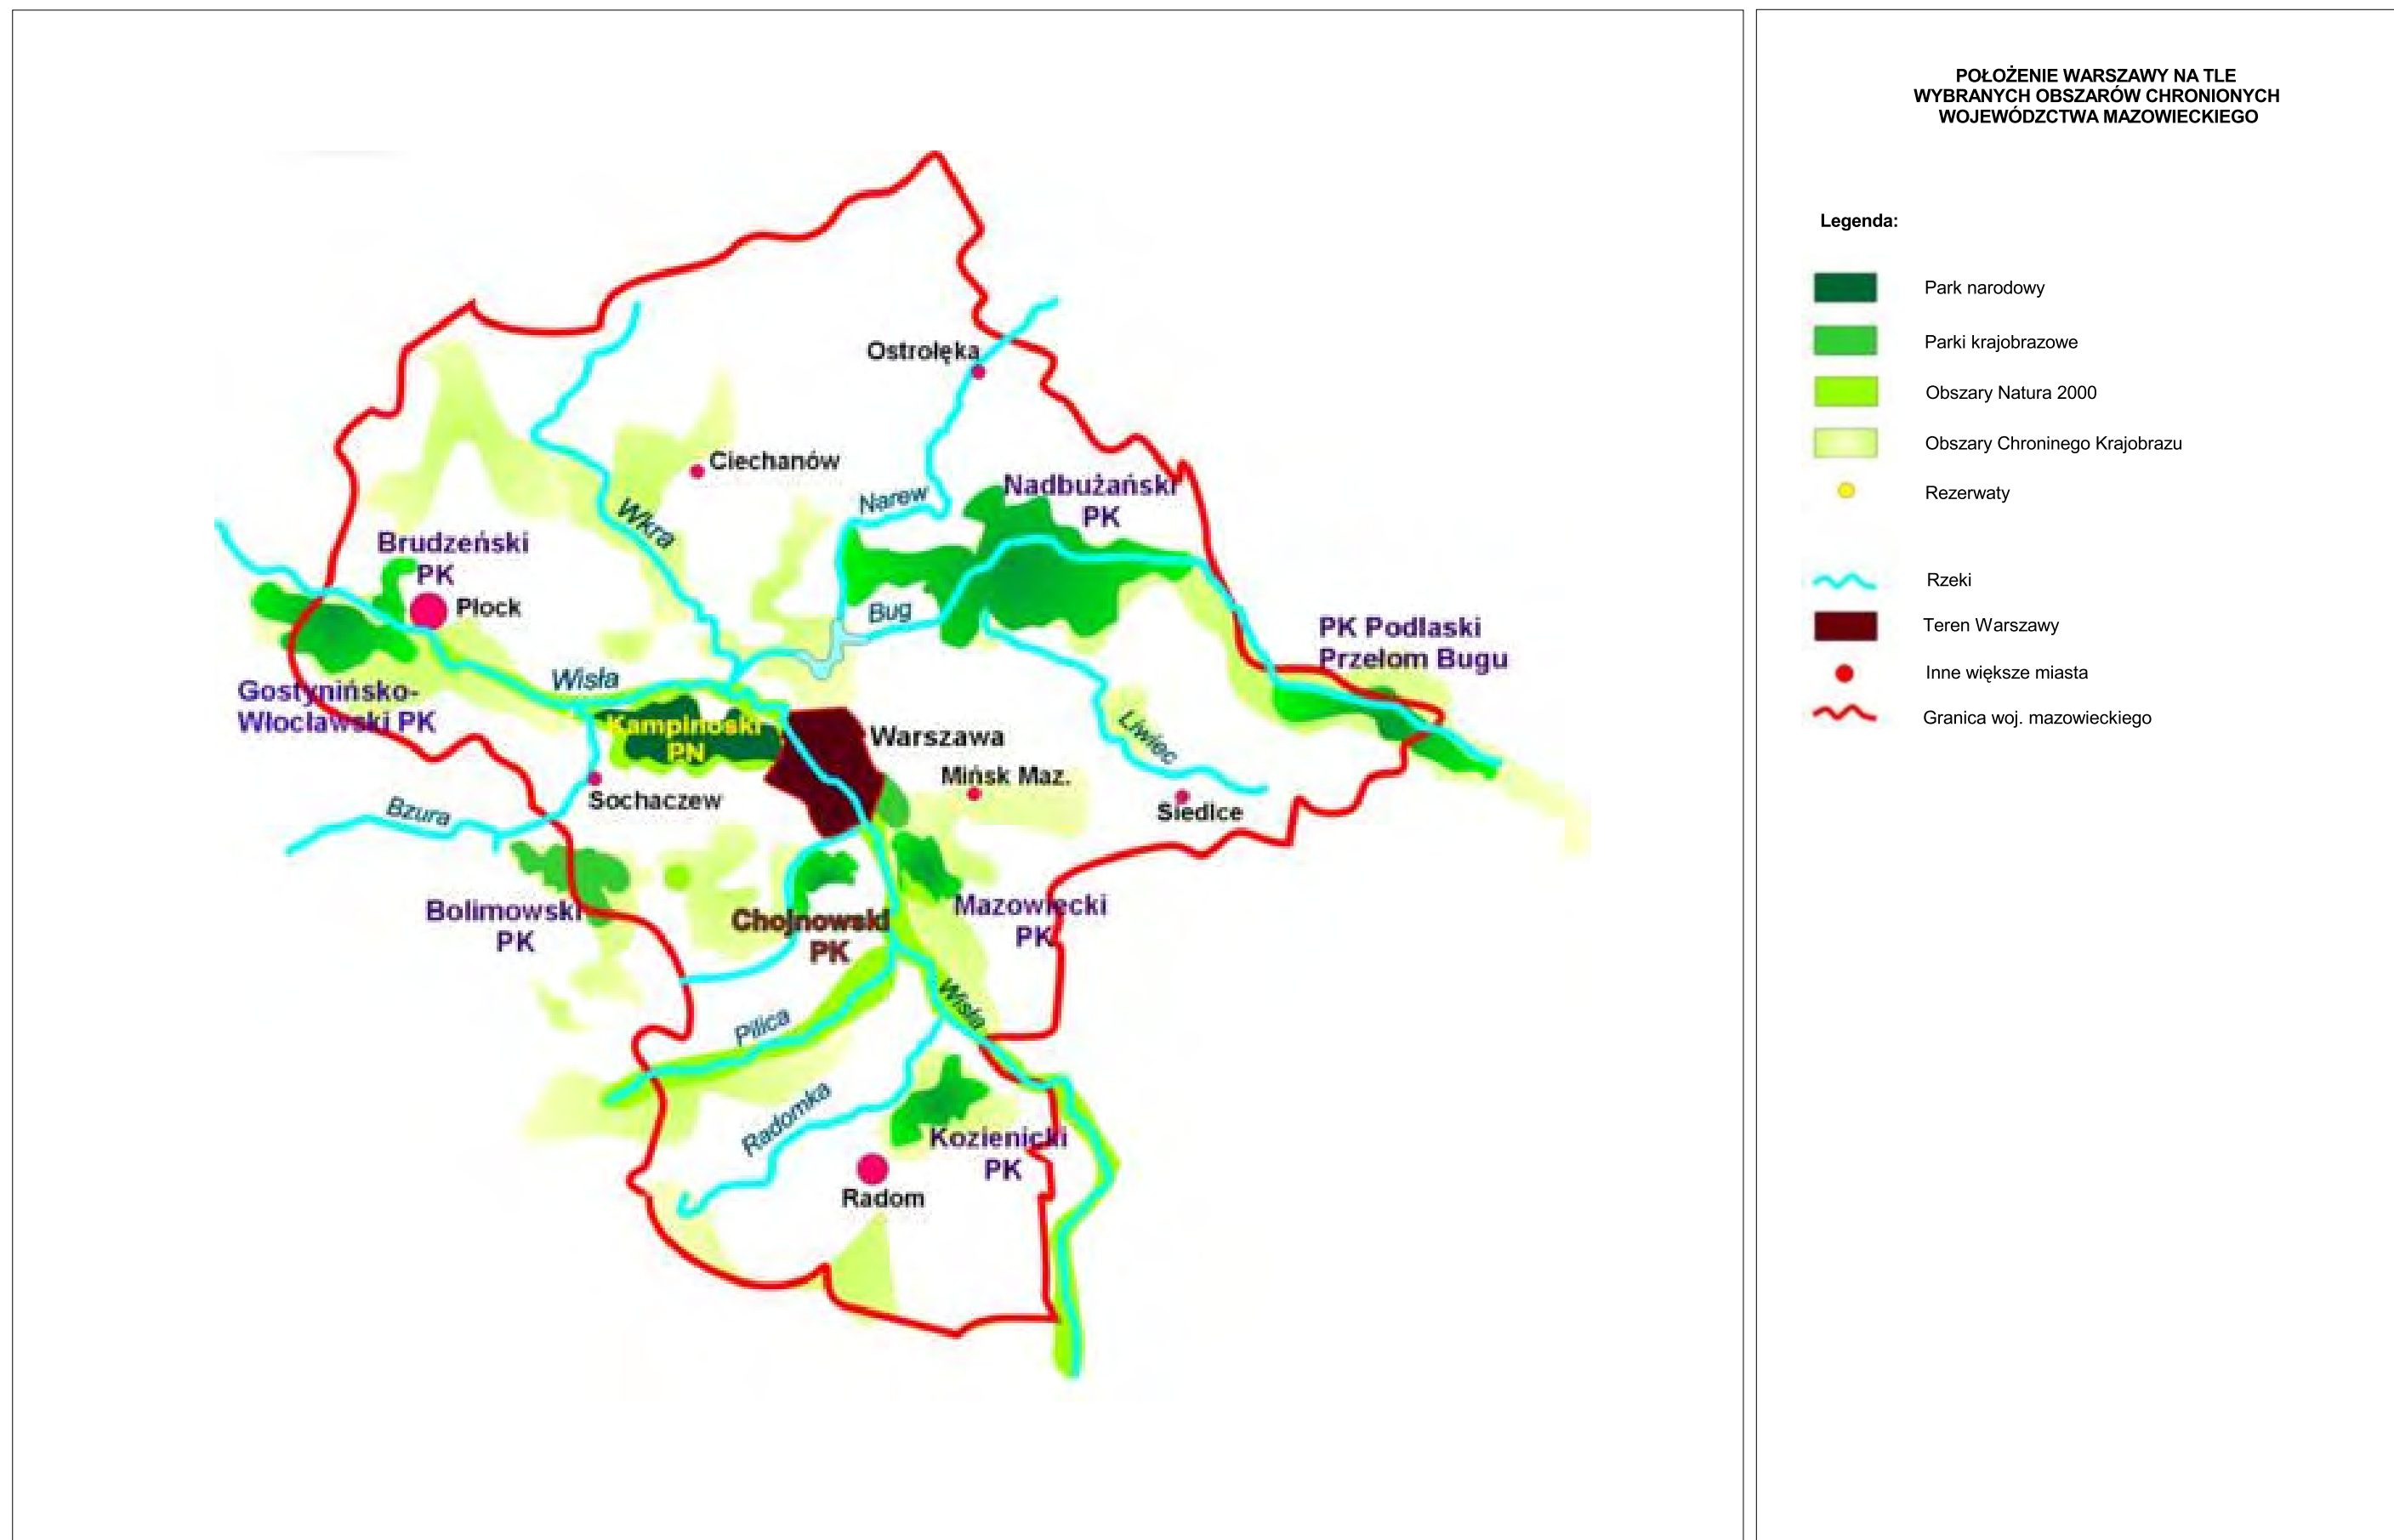 POŁOŻENIE WARSZAWY NA TLE
WYBRANYCH OBSZARÓW CHRONIONYCH
WOJEWÓDZCTWA MAZOWIECKIEGO
Legenda:
Park narodowy
Parki krajobrazowe
Obszary Natura 2000
Obszary Chroninego Krajobrazu
Rezerwaty
Rzeki
Teren Warszawy
Inne większe miasta
Granica woj. mazowieckiego
Ostrołęka
Ciechanów
Narew
Nadbużański
PK
Wkra
Brudzeński
PK
Płock
Bug
PK Podlaski
Przełom Bugu
Wisła
Gostynińsko-
Włocławski PK
Kampinoski
PN
Warszawa
Liwiec
Mińsk Maz.
Sochaczew
Siedlce
Bzura
Bolimowski
PK
Chojnowski
PK
Mazowiecki
PK
Wisła
Pilica
Radomka
Kozienicki
PK
Radom